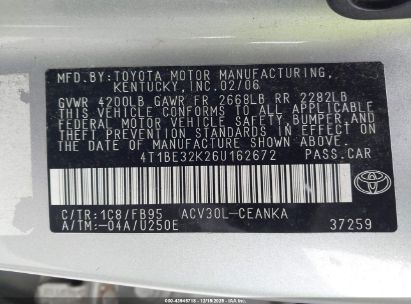 MFD.BY:TOYOTA MOTOR MANUFACTURING,
KENTUCKY, INC.02/06
GVWR 4200LB GAWR FR 2668LB RR 2282LB
THIS VEHICLE CONFORMS TO ALL APPLICABLE
FEDERAL MOTOR VEHICLE SAFETY, BUMPER, AND
THEFT PREVENTION STANDARDS IN EFFECT ON
THE DATE OF MANUFACTURE SHOWN ABOVE.
4T1BE32K26U162672 PASS.CAR
C/TR:1C8/FB95 ACV30L-CEANKA
A/TM:-04A/U250E 37259
TOYOTA